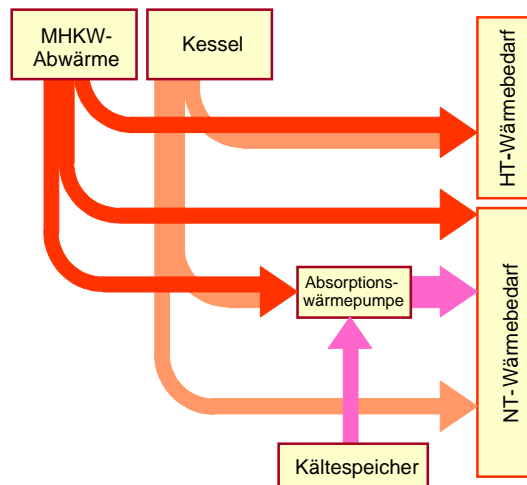 MHKW-
Abwärme
Kessel
HT-Wärmebedarf
Absorptions-
wärmepumpe
NT-Wärmebedarf
Kältespeicher